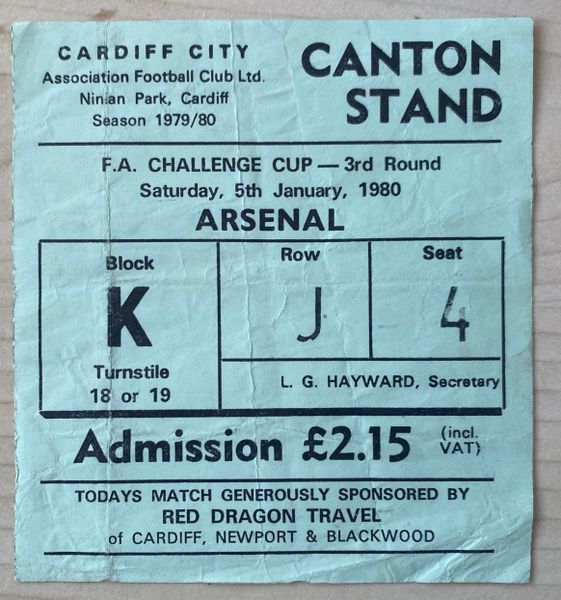 CARDIFF CITY
Association Football Club Ltd.
Ninian Park, Cardiff
Season 1979/80
CANTON
STAND
F.A. CHALLENGE CUP — 3rd Round
Saturday, 5th January, 1980
ARSENAL
Block
K
Turnstile
18 or 19
Row
J
Seat
4
L. G. HAYWARD, Secretary
Admission £2.15 (incl. VAT)
TODAYS MATCH GENEROUSLY SPONSORED BY
RED DRAGON TRAVEL
of CARDIFF, NEWPORT & BLACKWOOD